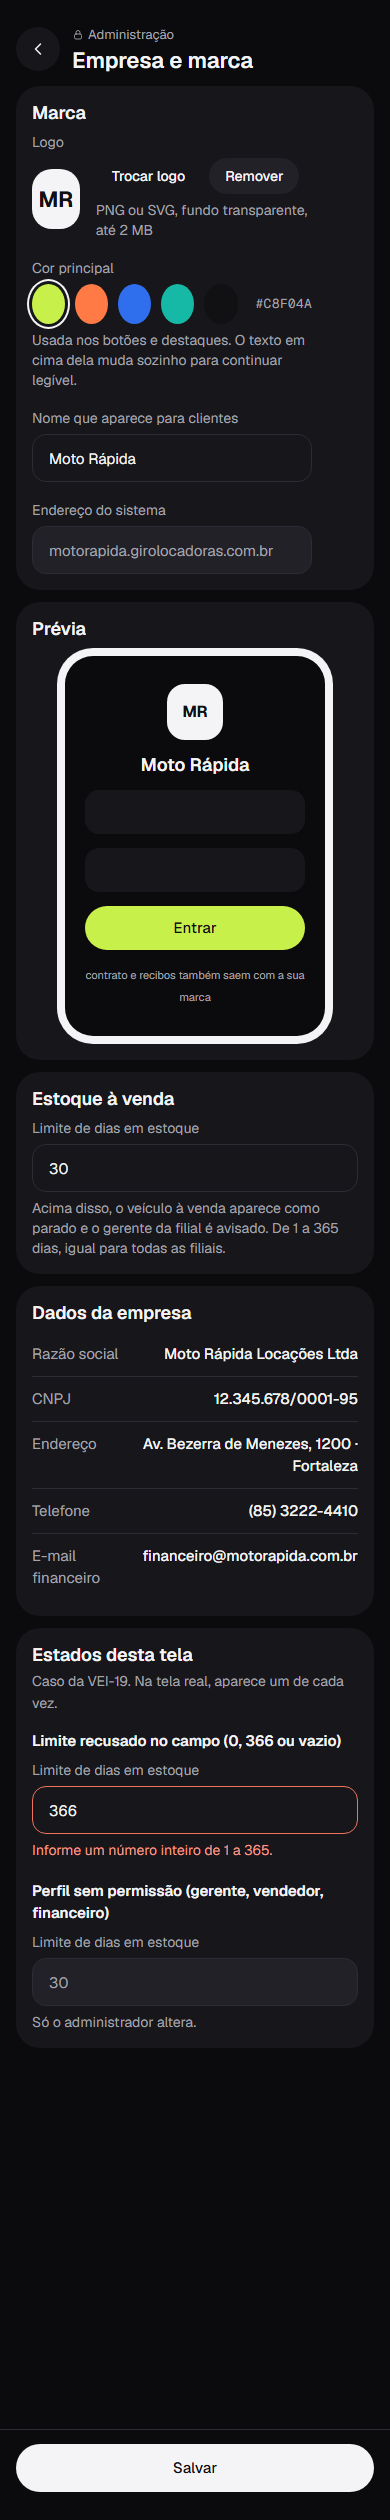 Administração
Empresa e marca
Marca
Logo
MR
Trocar logo
Remover
PNG ou SVG, fundo transparente,
até 2 MB
Cor principal
#C8F04A
Usada nos botões e destaques. O texto em
cima dela muda sozinho para continuar
legível.
Nome que aparece para clientes
Moto Rápida
Endereço do sistema
motorapida.girolocadoras.com.br
Prévia
MR
Moto Rápida
Entrar
contrato e recibos também saem com a sua
marca
Estoque à venda
Limite de dias em estoque
30
Acima disso, o veículo à venda aparece como
parado e o gerente da filial é avisado. De 1 a 365
dias, igual para todas as filiais.
Dados da empresa
Razão social
Moto Rápida Locações Ltda
CNPJ
12.345.678/0001-95
Endereço
Av. Bezerra de Menezes, 1200 ·
Fortaleza
Telefone
(85) 3222-4410
E-mail
financeiro
financeiro@motorapida.com.br
Estados desta tela
Caso da VEI-19. Na tela real, aparece um de cada
vez.
Limite recusado no campo (0, 366 ou vazio)
Limite de dias em estoque
366
Informe um número inteiro de 1 a 365.
Perfil sem permissão (gerente, vendedor,
financeiro)
Limite de dias em estoque
30
Só o administrador altera.
Salvar